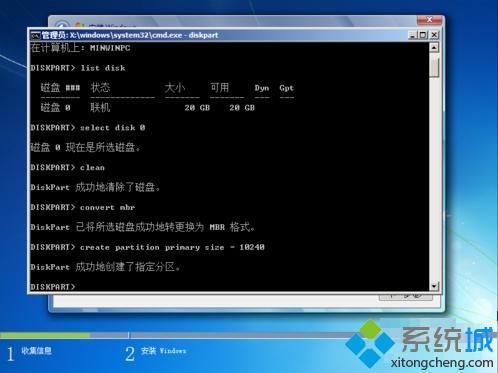 安装 Windows
管理员: X:\windows\system32\cmd.exe - diskpart
在计算机上: MININT
DISKPART> list disk
磁盘 ### 状态 大小 可用 Dyn Gpt
-------- ------------- ------- ------- --- ---
磁盘 0 联机 20 GB 20 GB
DISKPART> select disk 0
磁盘 0 现在是所选磁盘。
DISKPART> clean
DiskPart 成功地清除了磁盘。
DISKPART> convert mbr
DiskPart 已将所选磁盘成功地转更换为 MBR 格式。
DISKPART> create partition primary size = 10240
DiskPart 成功地创建了指定分区。
DISKPART>
1 收集信息
2 安装 Windows
系统城
xitongcheng.com